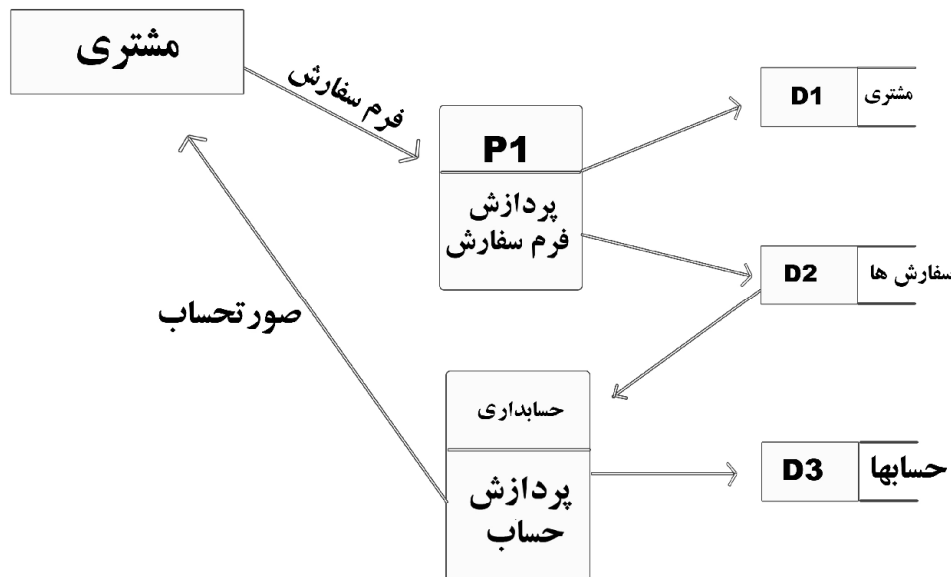 مشتری
فرم سفارش
P1
پردازش
فرم سفارش
D1
مشتری
D2
سفارش ها
صورتحساب
حسابداری
پردازش
حساب
D3
حسابها